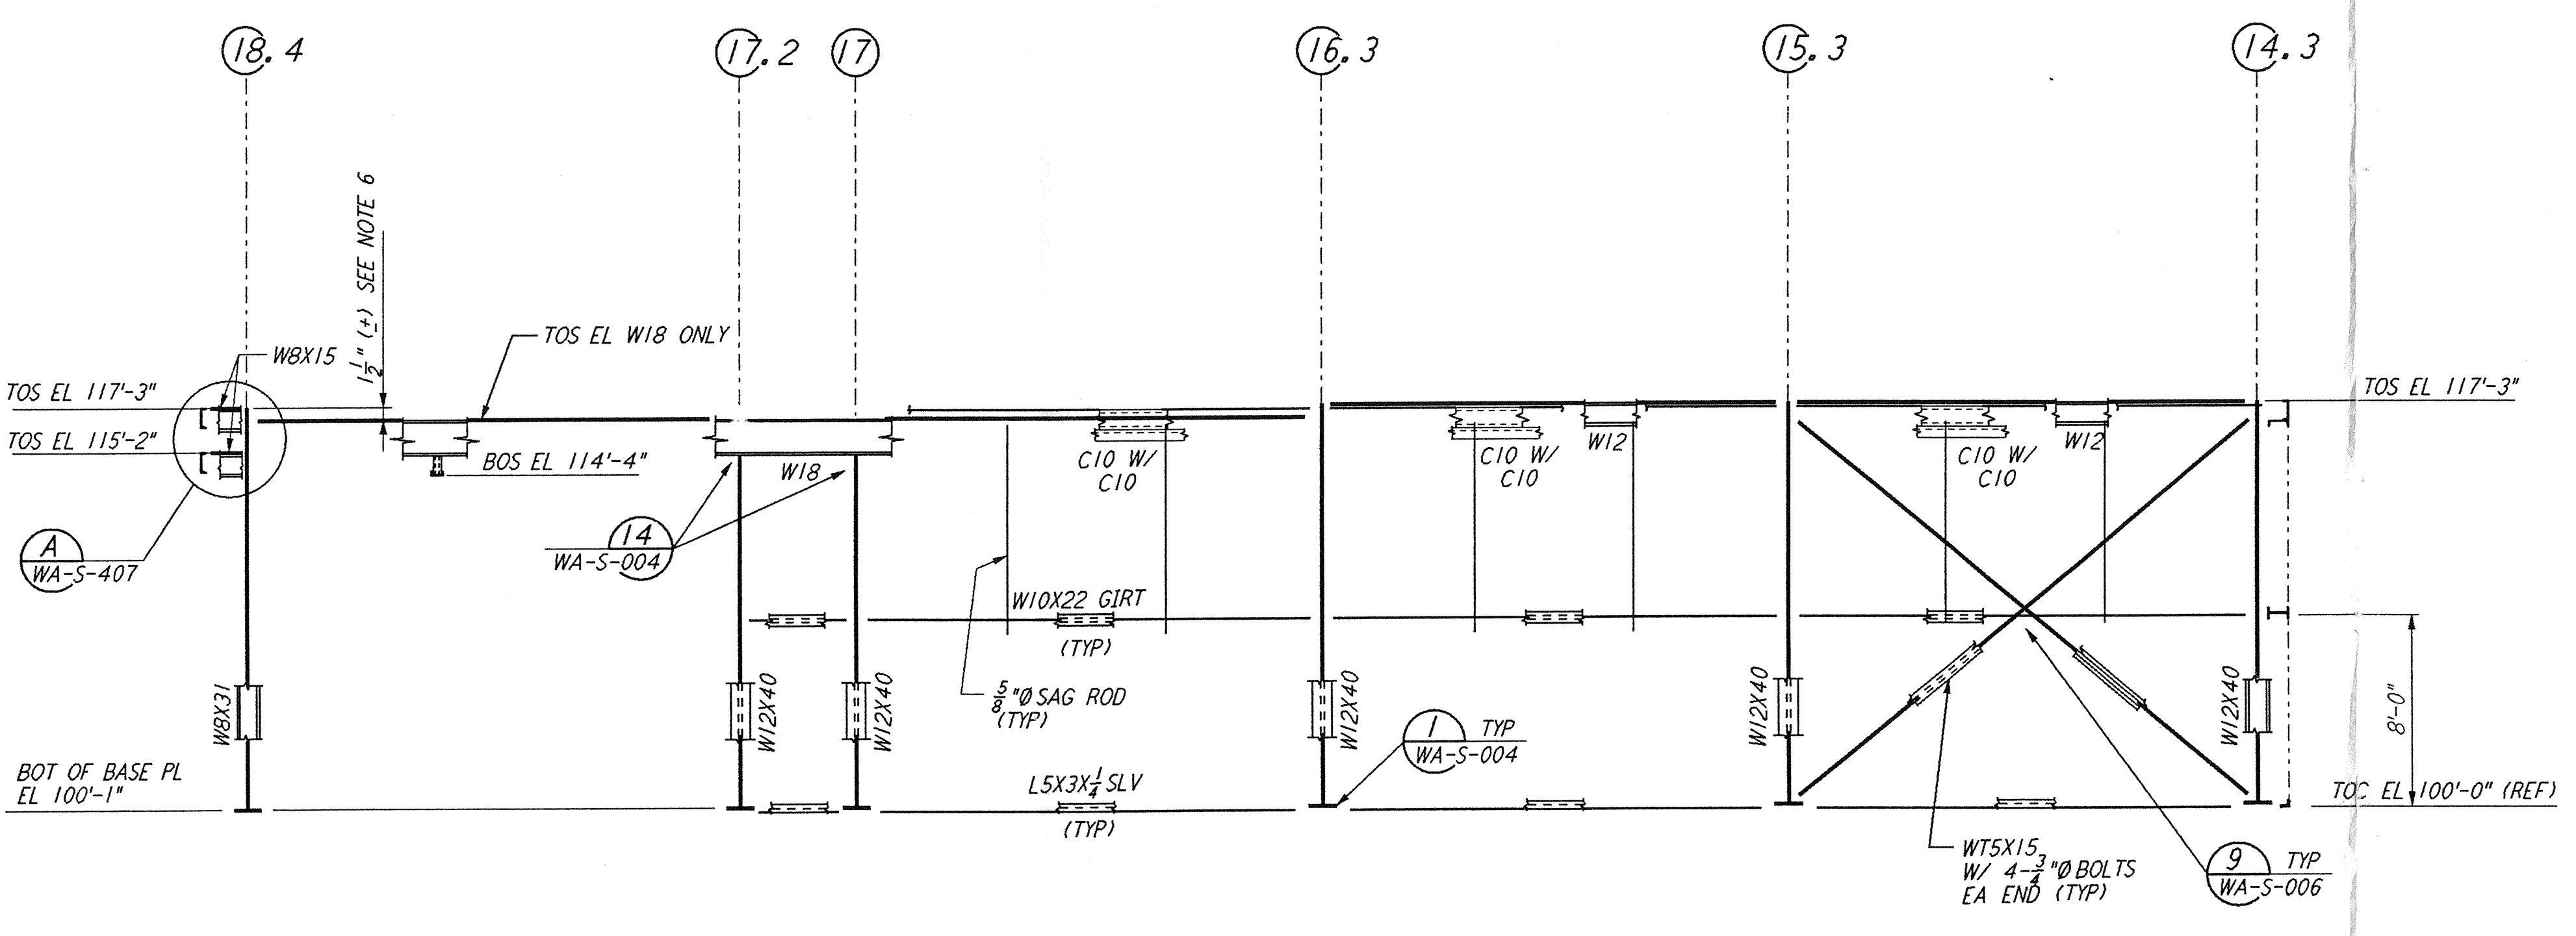 18.4
17.2
17
16.3
15.3
14.3
1 1/2" (±) SEE NOTE 6
TOS EL W18 ONLY
W8X15
TOS EL 117'-3"
TOS EL 117'-3"
TOS EL 115'-2"
BOS EL 114'-4"
W18
C10 W/
C10
C10 W/
C10
W12
C10 W/
C10
W12
A
WA-S-407
14
WA-S-004
W10X22 GIRT
(TYP)
5/8"Ø SAG ROD
(TYP)
W8X31
W12X40
W12X40
W12X40
W12X40
W12X40
8'-0"
1 TYP
WA-S-004
BOT OF BASE PL
EL 100'-1"
L5X3X1/4 SLV
(TYP)
TOC EL 100'-0" (REF)
WT5X15
W/ 4-3/4"Ø BOLTS
EA END (TYP)
9 TYP
WA-S-006